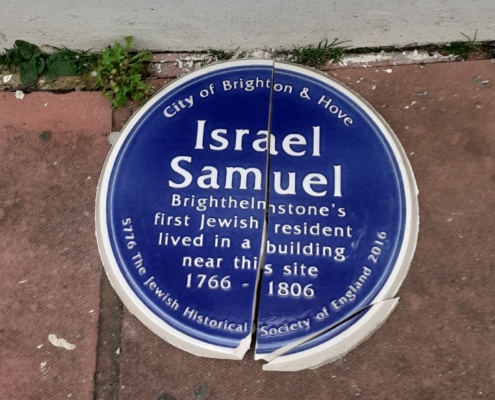 City of Brighton & Hove
Israel
Samuel
Brighthelmstone's
first Jewish resident
lived in a building
near this site
1766 - 1806
5776 The Jewish Historical Society of England 2016